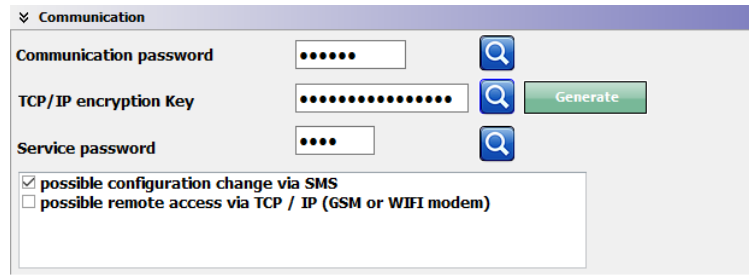 Communication
Communication password ••••••
TCP/IP encryption Key •••••••••••••••• Generate
Service password ••••
possible configuration change via SMS
possible remote access via TCP / IP (GSM or WIFI modem)